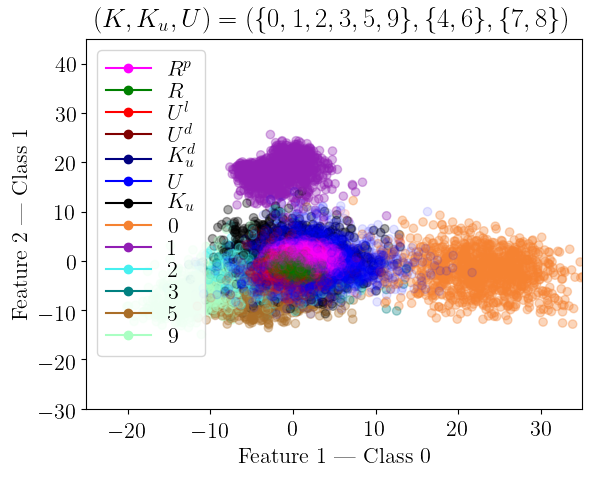 (K, K_u, U) = ({0, 1, 2, 3, 5, 9}, {4, 6}, {7, 8})
40
30
20
10
0
−10
−20
−30
Feature 2 — Class 1
R^p
R
U^l
U^d
K_u^d
U
K_u
0
1
2
3
5
9
−20
−10
0
10
20
30
Feature 1 — Class 0